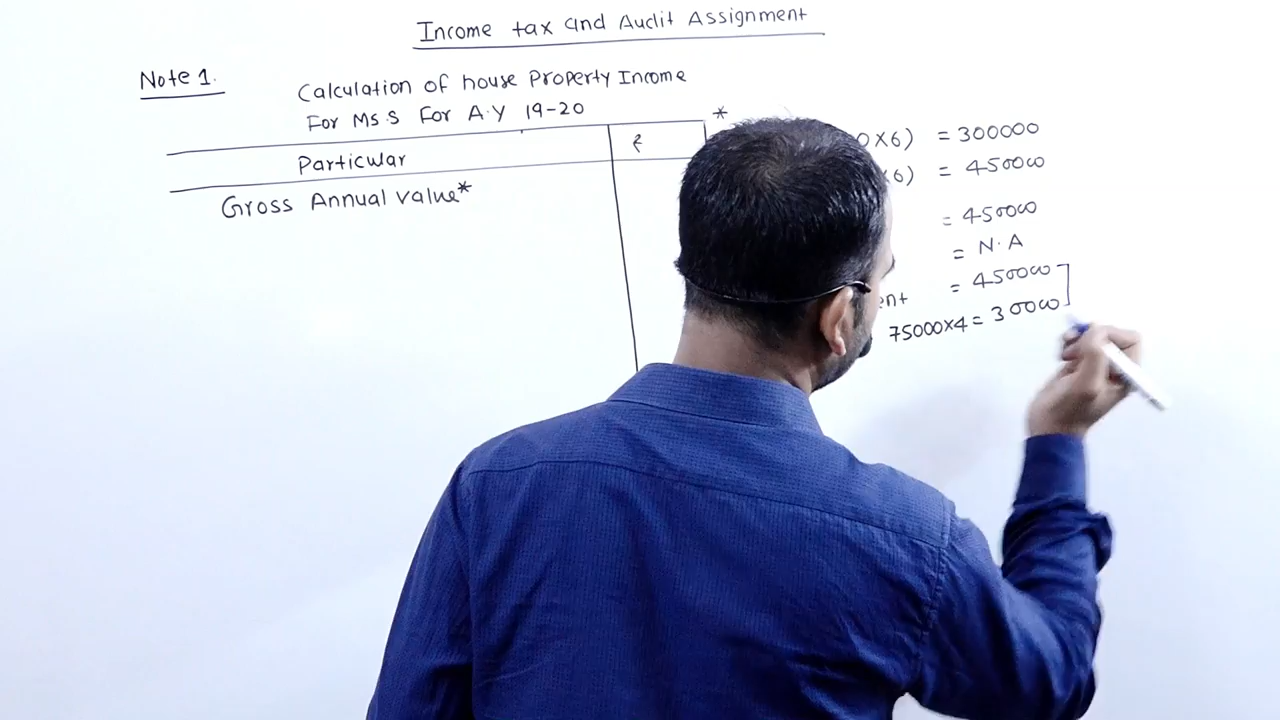 Income tax and Audit Assignment
Note 1.
Calculation of house Property Income
For Ms.S For A.Y 19-20
Particular
₹
Gross Annual value*
*
0X6) = 300000
x6) = 450000
= 450000
= N.A
ent = 450000
75000x4 = 300000